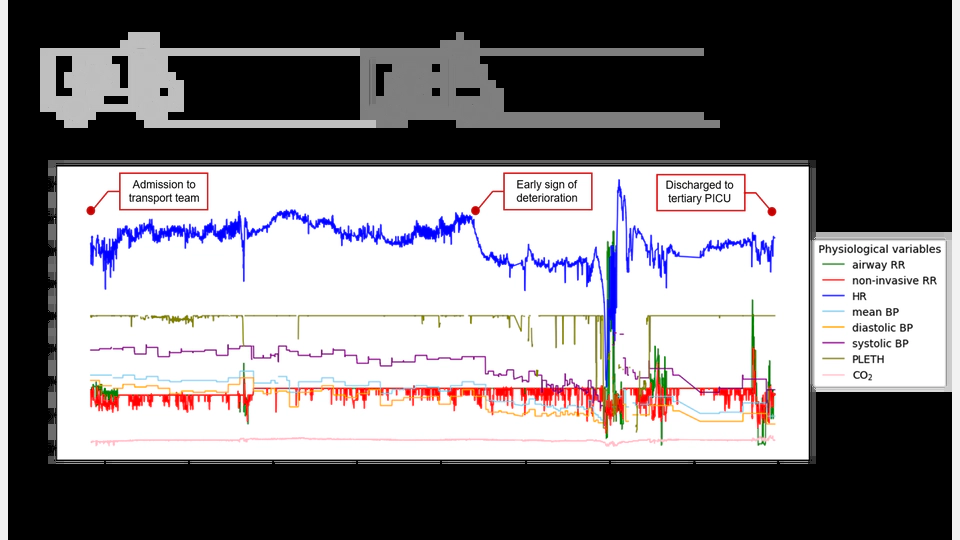 Admission to
transport team
Early sign of
deterioration
Discharged to
tertiary PICU
Physiological variables
airway RR
non-invasive RR
HR
mean BP
diastolic BP
systolic BP
PLETH
CO₂